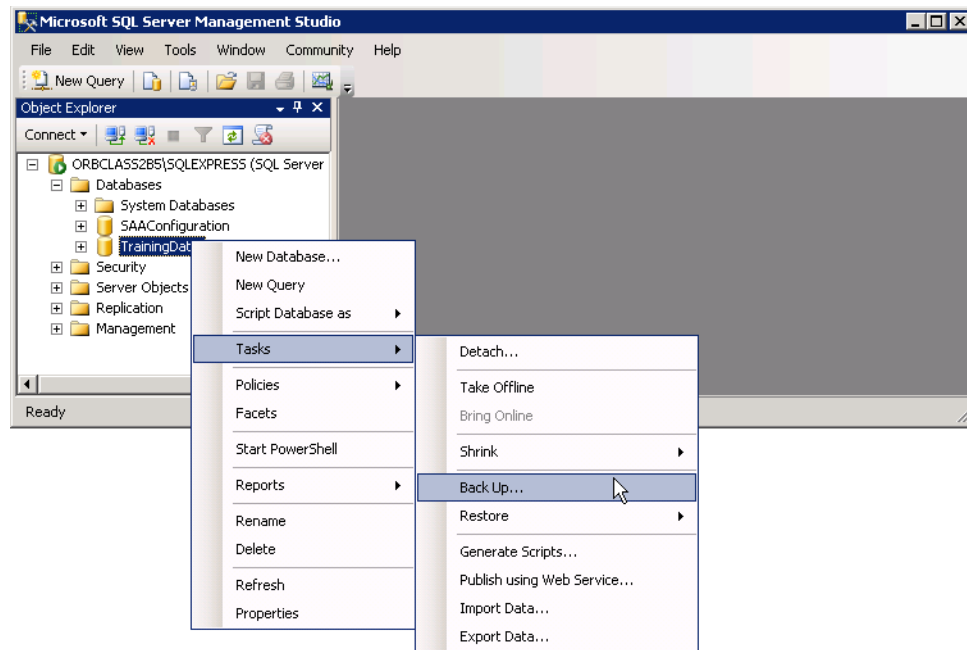 Microsoft SQL Server Management Studio
File Edit View Tools Window Community Help
New Query
Object Explorer
Connect
ORBCLASS2B5\SQLEXPRESS (SQL Server
Databases
System Databases
SAAConfiguration
TrainingDat
Security
Server Objects
Replication
Management
Ready
New Database...
New Query
Script Database as
Tasks
Policies
Facets
Start PowerShell
Reports
Rename
Delete
Refresh
Properties
Detach...
Take Offline
Bring Online
Shrink
Back Up...
Restore
Generate Scripts...
Publish using Web Service...
Import Data...
Export Data...